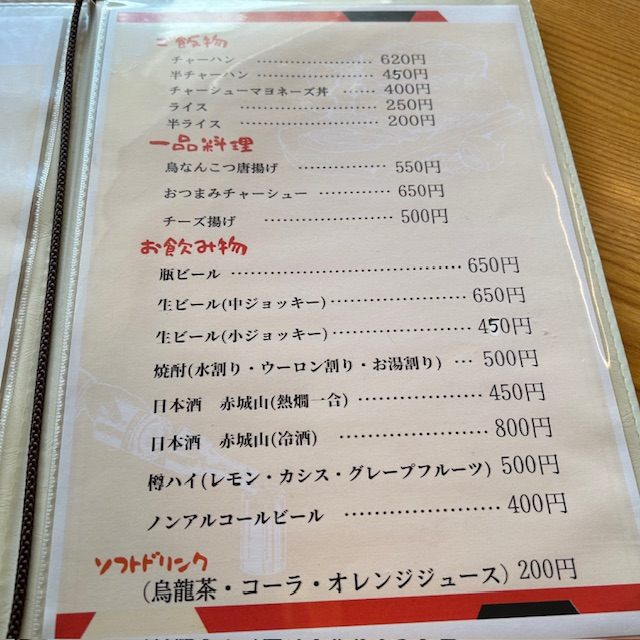 ご飯物
チャーハン ………………… 620円
半チャーハン ……………… 450円
チャーシューマヨネーズ丼 …… 400円
ライス ………………… 250円
半ライス ………………… 200円
一品料理
鳥なんこつ唐揚げ ……………… 550円
おつまみチャーシュー ……………… 650円
チーズ揚げ ……………… 500円
お飲み物
瓶ビール ……………………………… 650円
生ビール(中ジョッキー)………………… 650円
生ビール(小ジョッキー)………………… 450円
焼酎(水割り・ウーロン割り・お湯割り) … 500円
日本酒 赤城山(熱燗一合) ……………… 450円
日本酒 赤城山(冷酒) ………………… 800円
樽ハイ(レモン・カシス・グレープフルーツ) 500円
ノンアルコールビール ………………… 400円
ソフトドリンク
(烏龍茶・コーラ・オレンジジュース) 200円